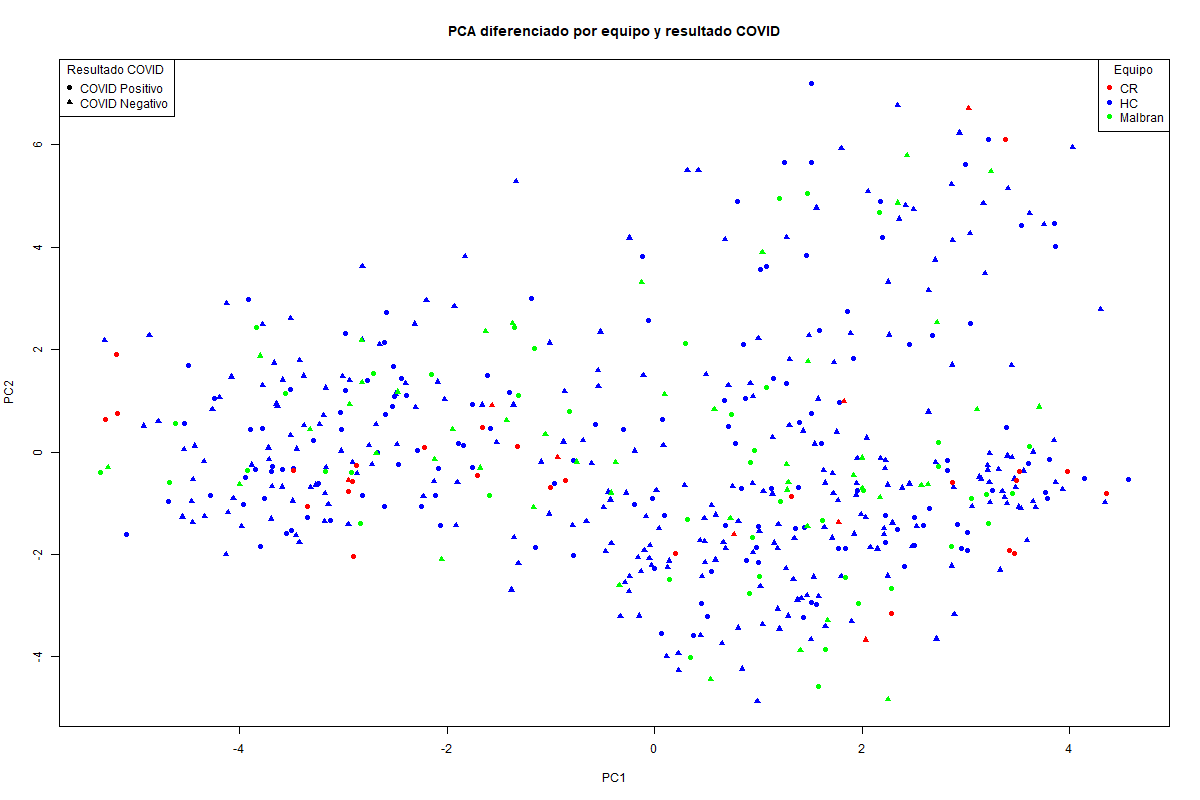 PCA diferenciado por equipo y resultado COVID
Resultado COVID
COVID Positivo
COVID Negativo
Equipo
CR
HC
Malbran
PC2
6
4
2
0
-2
-4
-4
-2
0
2
4
PC1